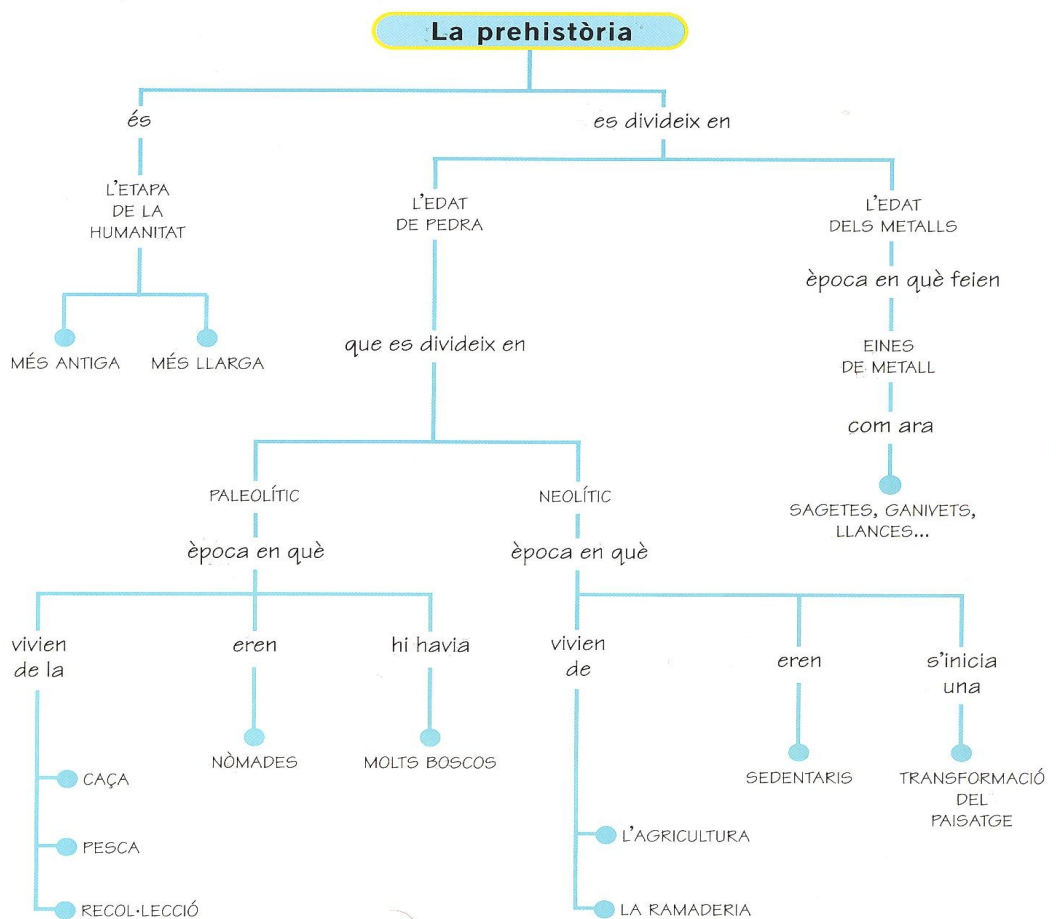 La prehistòria
és
es divideix en
L'ETAPA
DE LA
HUMANITAT
L'EDAT
DE PEDRA
L'EDAT
DELS METALLS
època en què feien
MÉS ANTIGA
MÉS LLARGA
que es divideix en
EINES
DE METALL
com ara
PALEOLÍTIC
NEOLÍTIC
SAGETES, GANIVETS,
LLANCES...
època en què
època en què
vivien
de la
eren
hi havia
vivien
de
eren
s'inicia
una
NÒMADES
MOLTS BOSCOS
SEDENTARIS
TRANSFORMACIÓ
DEL
PAISATGE
CAÇA
PESCA
RECOL·LECCIÓ
L'AGRICULTURA
LA RAMADERIA